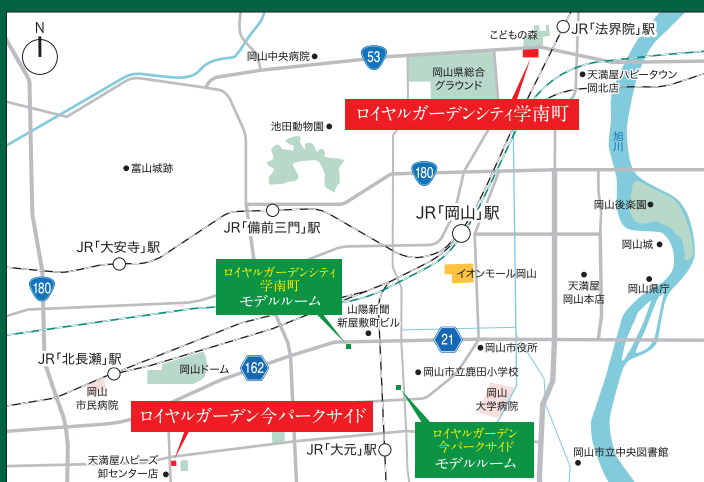 N
JR「法界院」駅
こどもの森
岡山中央病院
53
岡山県総合
グラウンド
天満屋ハピータウン
岡北店
ロイヤルガーデンシティ学南町
池田動物園
旭川
富山城跡
180
岡山後楽園
JR「岡山」駅
JR「備前三門」駅
JR「大安寺」駅
岡山城
ロイヤルガーデンシティ
学南町
モデルルーム
イオンモール岡山
天満屋
岡山本店
岡山県庁
180
山陽新聞
新屋敷町ビル
21
岡山市役所
JR「北長瀬」駅
岡山ドーム
162
岡山市立鹿田小学校
岡山
市民病院
岡山
大学病院
ロイヤルガーデン今パークサイド
ロイヤルガーデン
今パークサイド
モデルルーム
JR「大元」駅
岡山市立中央図書館
天満屋ハピーズ
卸センター店